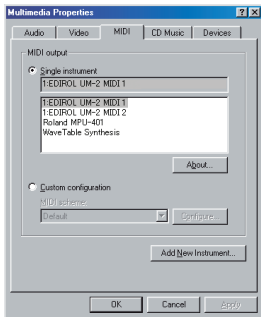 Multimedia Properties
Audio Video MIDI CD Music Devices
MIDI output
Single instrument
1:EDIROL UM-2 MIDI 1
1:EDIROL UM-2 MIDI 1
1:EDIROL UM-2 MIDI 2
Roland MPU-401
WaveTable Synthesis
About...
Custom configuration
MIDI scheme:
Default Configure...
Add New Instrument...
OK Cancel Apply